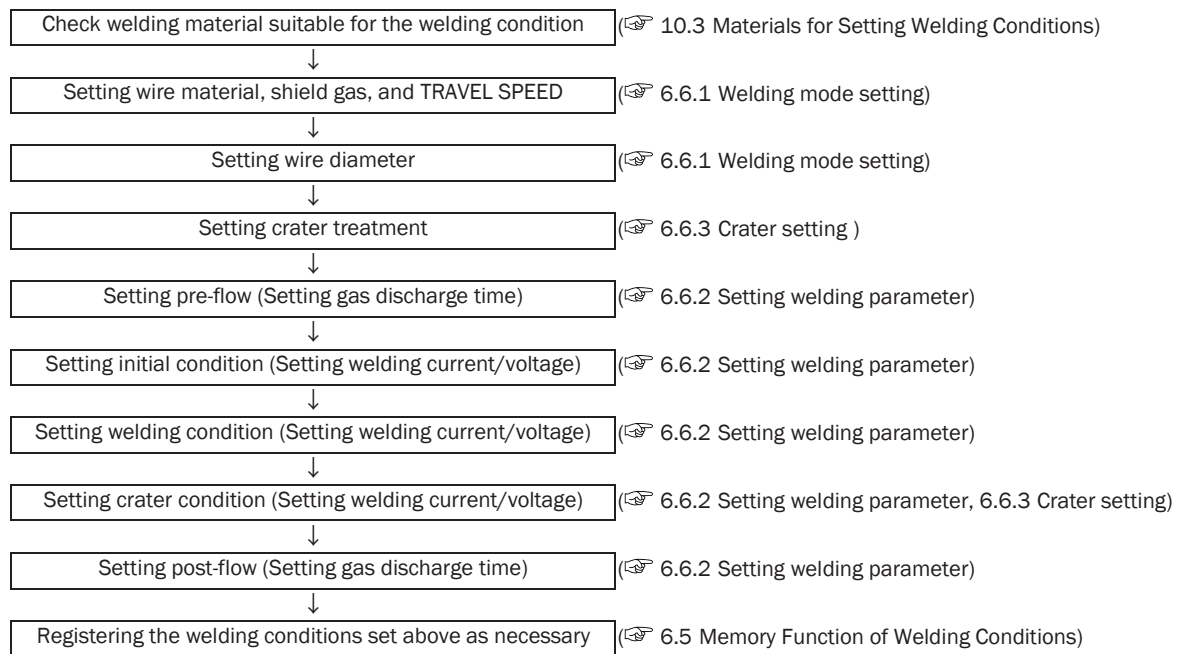 Check welding material suitable for the welding condition (☞ 10.3 Materials for Setting Welding Conditions)
↓
Setting wire material, shield gas, and TRAVEL SPEED (☞ 6.6.1 Welding mode setting)
↓
Setting wire diameter (☞ 6.6.1 Welding mode setting)
↓
Setting crater treatment (☞ 6.6.3 Crater setting )
↓
Setting pre-flow (Setting gas discharge time) (☞ 6.6.2 Setting welding parameter)
↓
Setting initial condition (Setting welding current/voltage) (☞ 6.6.2 Setting welding parameter)
↓
Setting welding condition (Setting welding current/voltage) (☞ 6.6.2 Setting welding parameter)
↓
Setting crater condition (Setting welding current/voltage) (☞ 6.6.2 Setting welding parameter, 6.6.3 Crater setting)
↓
Setting post-flow (Setting gas discharge time) (☞ 6.6.2 Setting welding parameter)
↓
Registering the welding conditions set above as necessary (☞ 6.5 Memory Function of Welding Conditions)